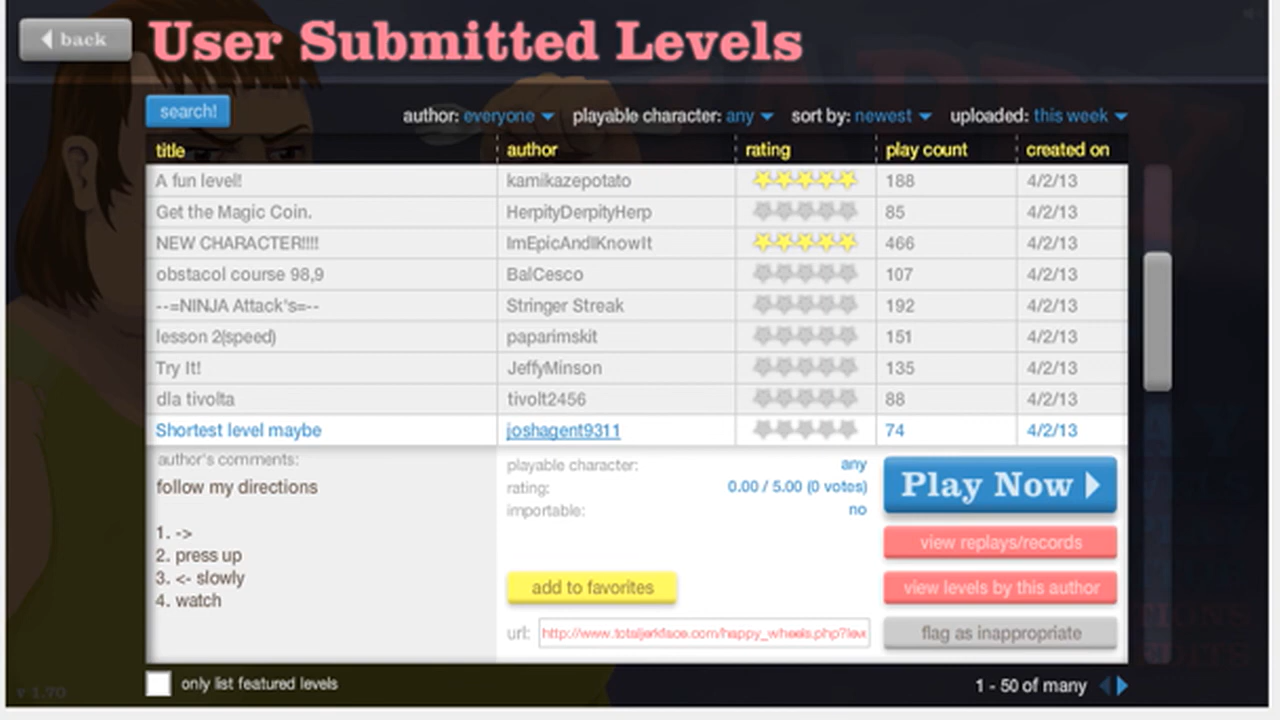 back
User Submitted Levels
search!
author: everyone playable character: any sort by: newest uploaded: this week
title author rating play count created on
A fun level! kamikazepotato 188 4/2/13
Get the Magic Coin. HerpityDerpityHerp 85 4/2/13
NEW CHARACTER!!!! ImEpicAndIKnowIt 466 4/2/13
obstacol course 98,9 BalCesco 107 4/2/13
--=NINJA Attack's=-- Stringer Streak 192 4/2/13
lesson 2(speed) paparimskit 151 4/2/13
Try It! JeffyMinson 135 4/2/13
dla tivolta tivolt2456 88 4/2/13
Shortest level maybe joshagent9311 74 4/2/13
author's comments:
follow my directions
1. ->
2. press up
3. <- slowly
4. watch
playable character: any
rating: 0.00 / 5.00 (0 votes)
importable: no
add to favorites
url: http://www.totaljerkface.com/happy_wheels.php?leve
Play Now
view replays/records
view levels by this author
flag as inappropriate
only list featured levels
1 - 50 of many
v 1.70